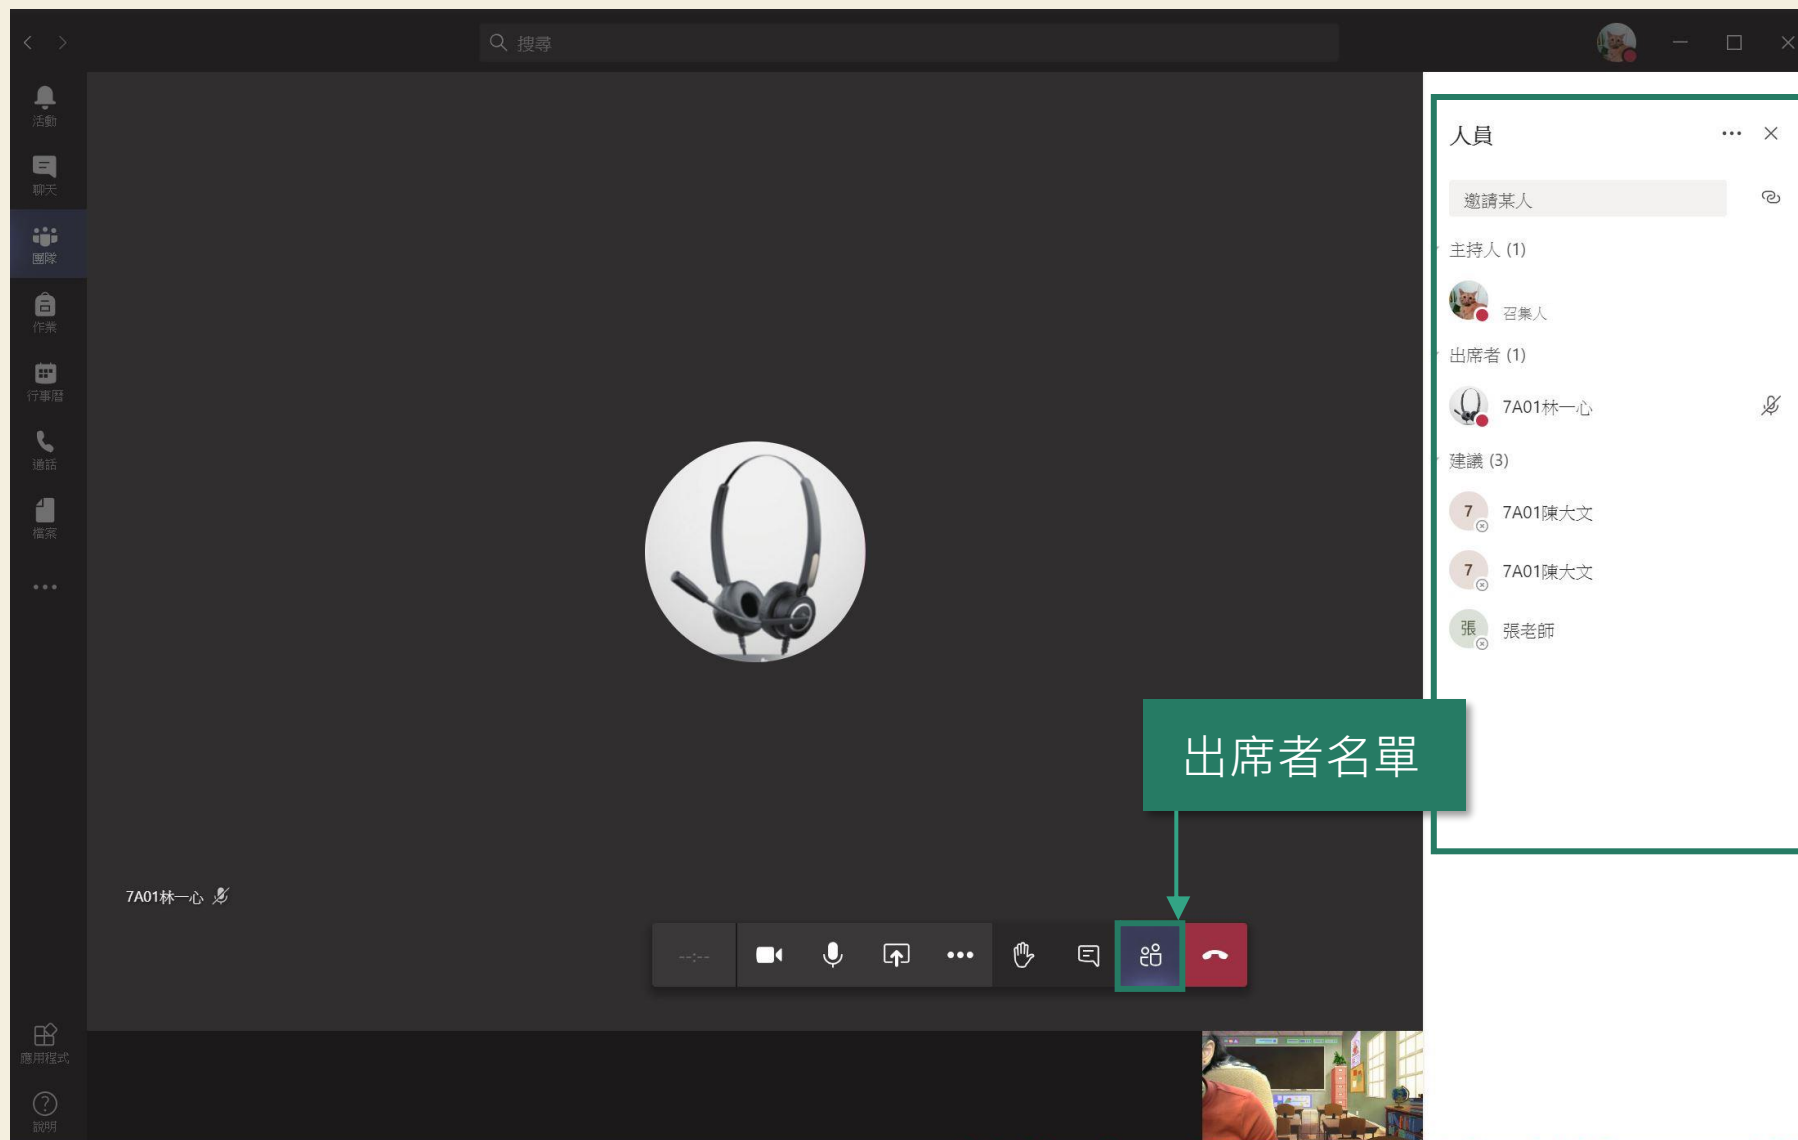 搜尋
活動
聊天
團隊
作業
行事曆
通話
檔案
應用程式
說明
7A01林一心
--:--
出席者名單
人員
邀請某人
主持人 (1)
召集人
出席者 (1)
7A01林一心
建議 (3)
7 7A01陳大文
7 7A01陳大文
張 張老師